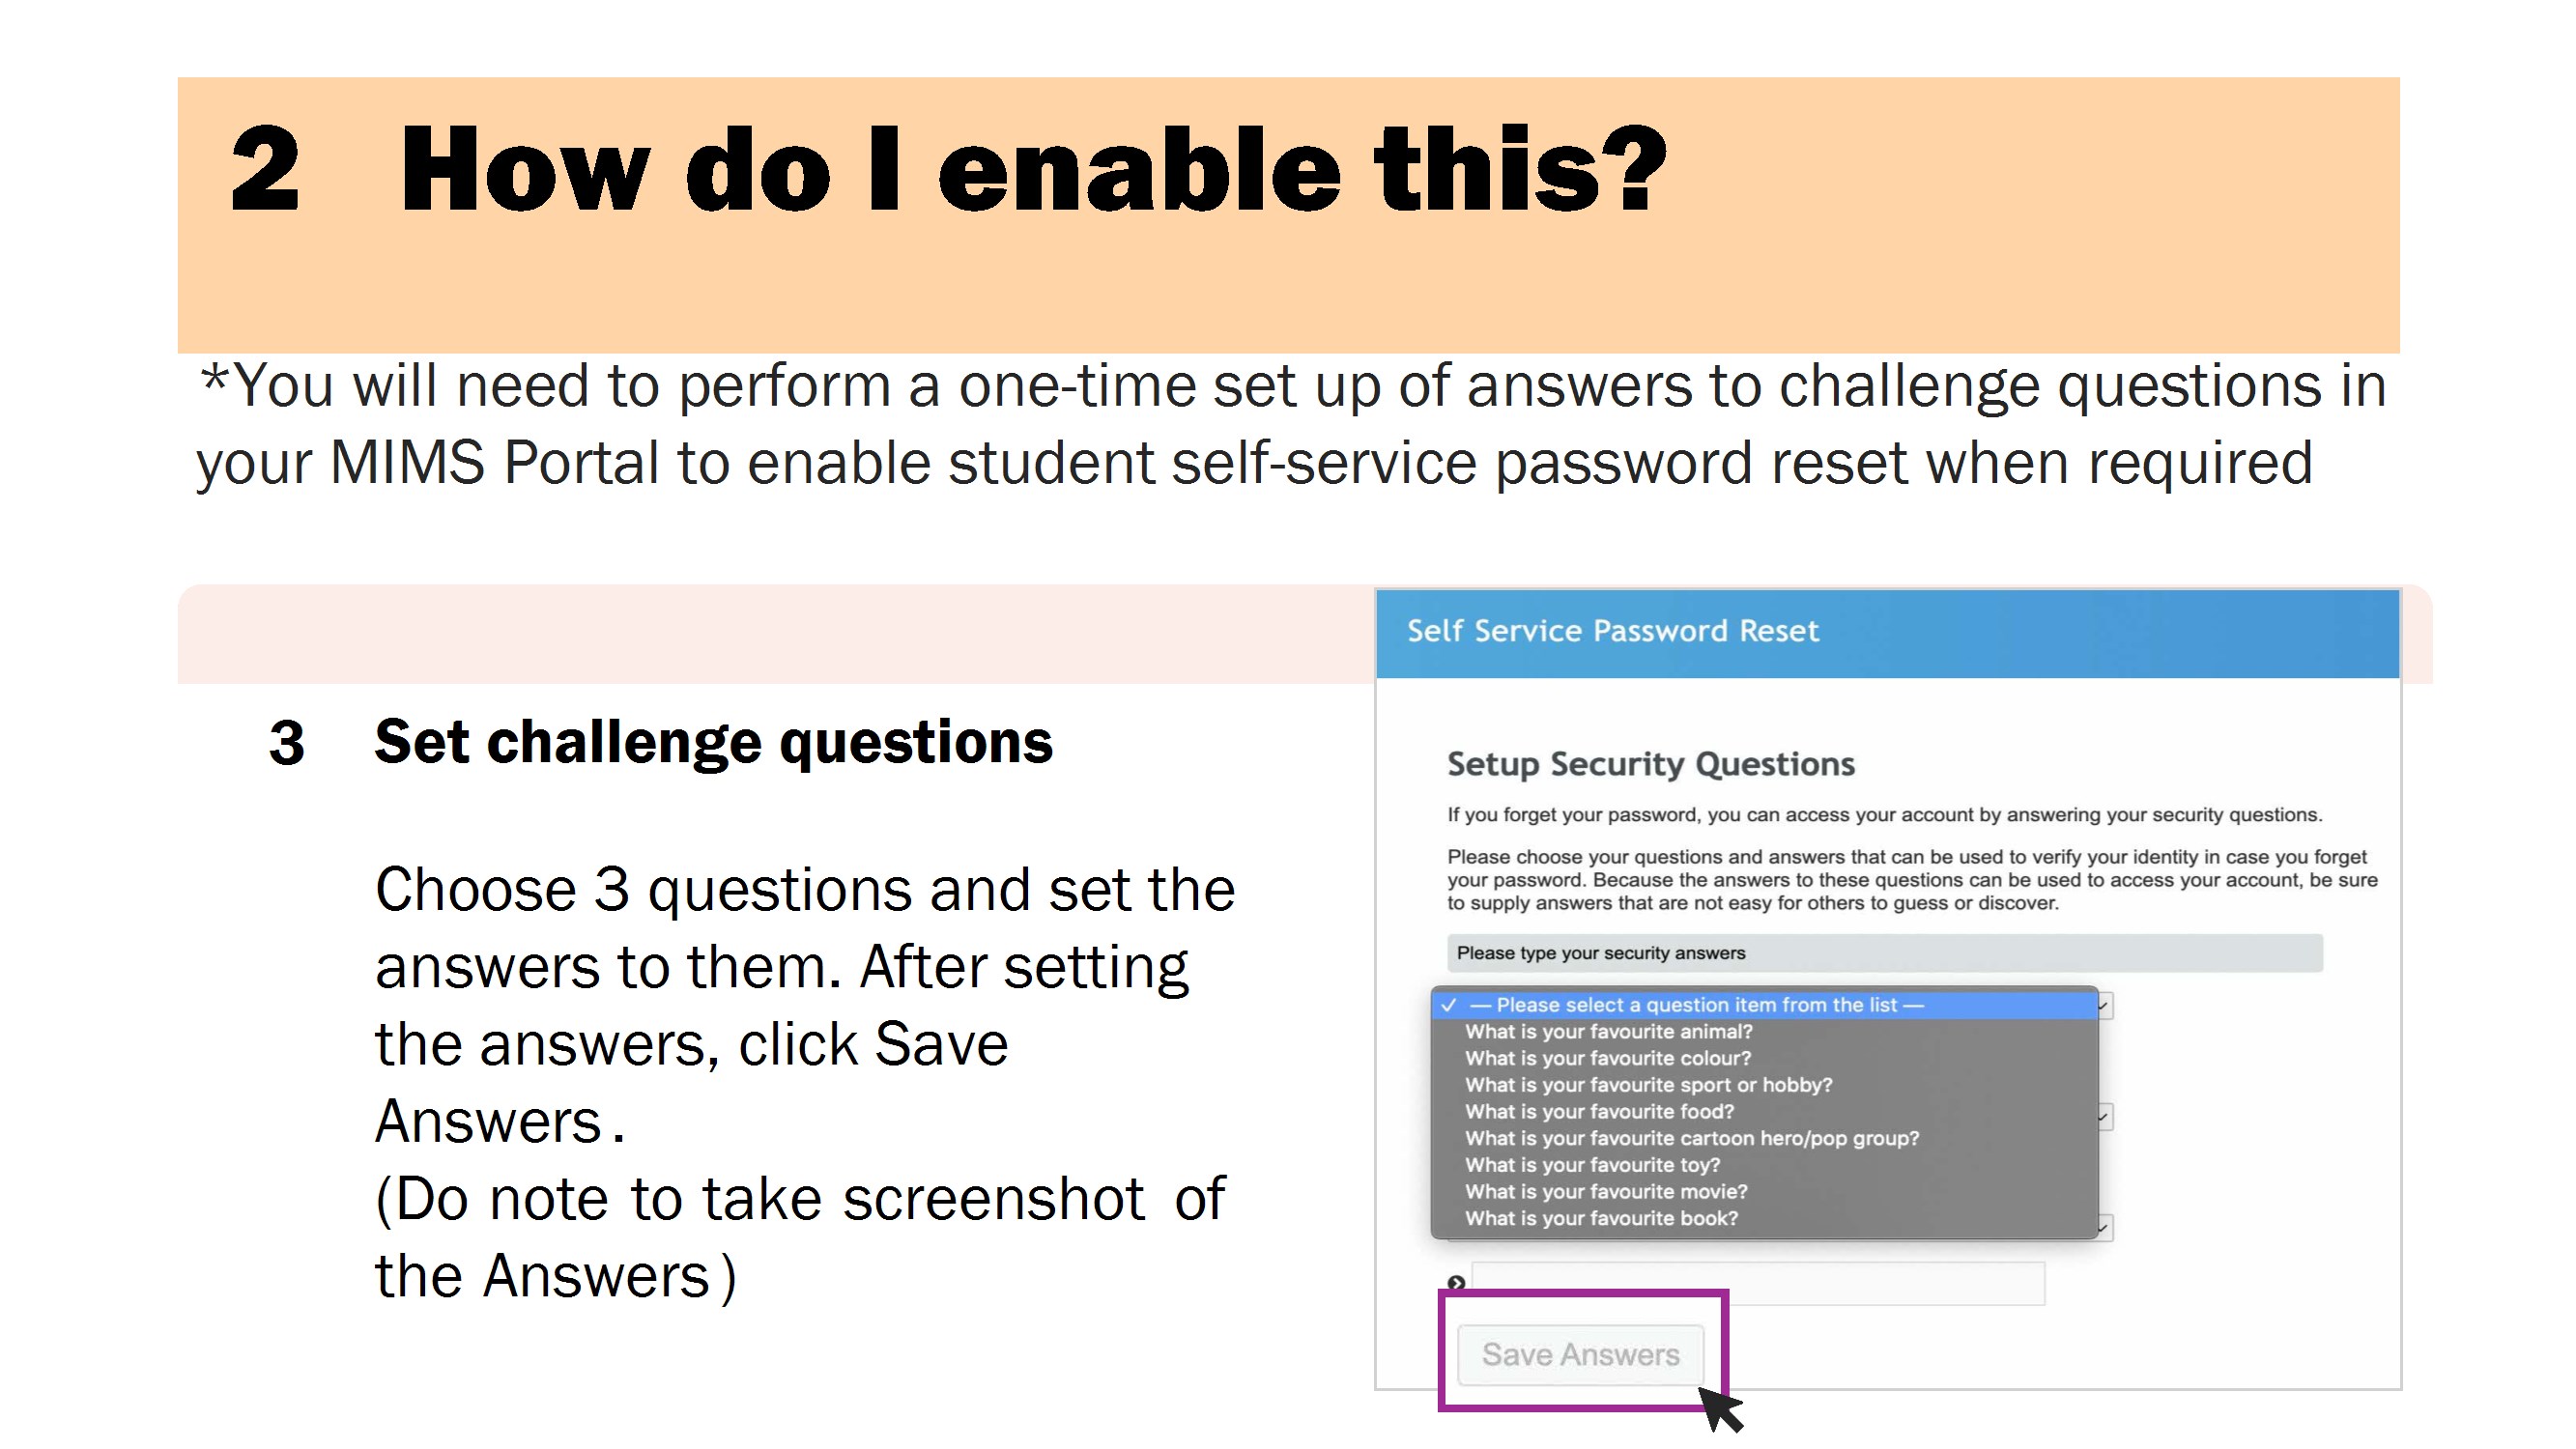 2 How do I enable this?
*You will need to perform a one-time set up of answers to challenge questions in
your MIMS Portal to enable student self-service password reset when required
3 Set challenge questions
Choose 3 questions and set the
answers to them. After setting
the answers, click Save
Answers.
(Do note to take screenshot of
the Answers)
Self Service Password Reset
Setup Security Questions
If you forget your password, you can access your account by answering your security questions.
Please choose your questions and answers that can be used to verify your identity in case you forget
your password. Because the answers to these questions can be used to access your account, be sure
to supply answers that are not easy for others to guess or discover.
Please type your security answers
✓ — Please select a question item from the list —
What is your favourite animal?
What is your favourite colour?
What is your favourite sport or hobby?
What is your favourite food?
What is your favourite cartoon hero/pop group?
What is your favourite toy?
What is your favourite movie?
What is your favourite book?
Save Answers